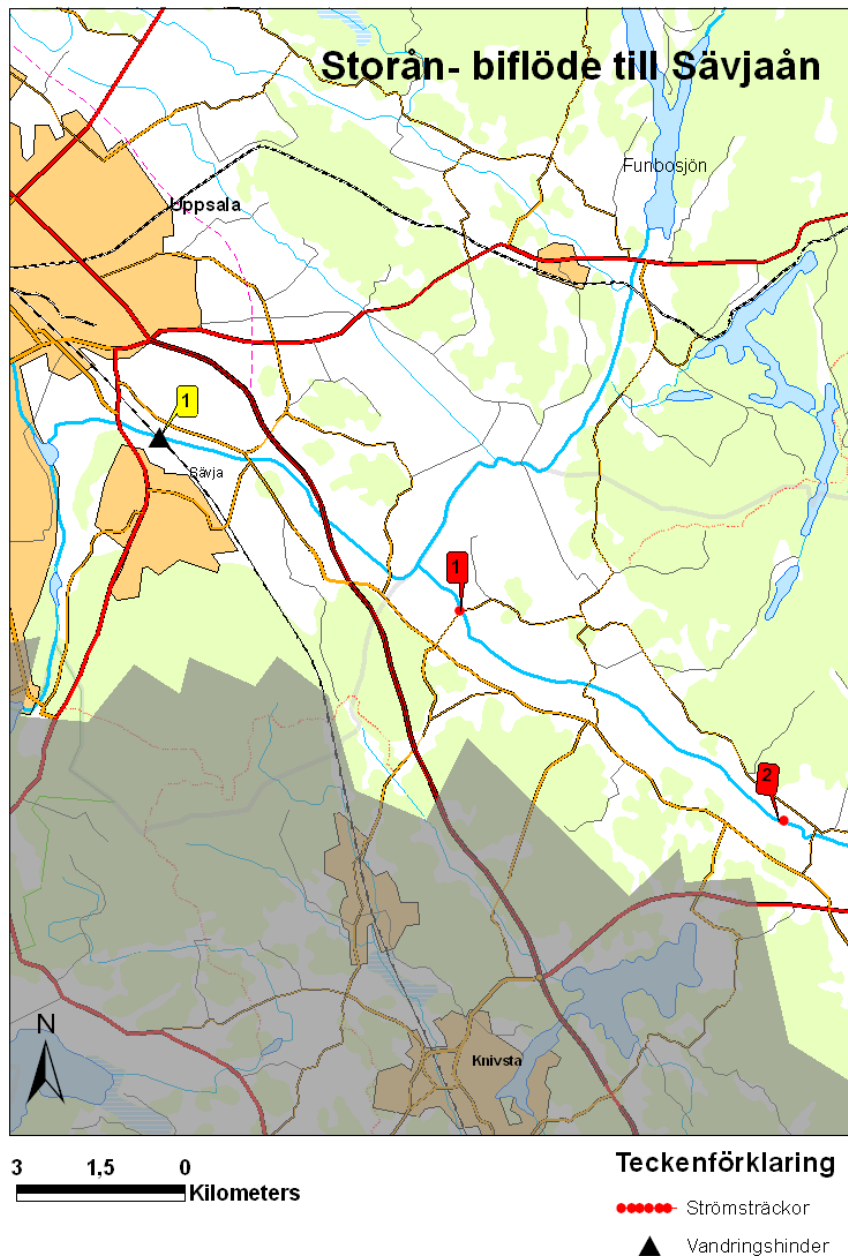 Storån- biflöde till Sävjaån
Funbosjön
Uppsala
1
Sävja
1
2
N
Knivsta
3 1,5 0
Kilometers
Teckenförklaring
Strömsträckor
Vandringshinder